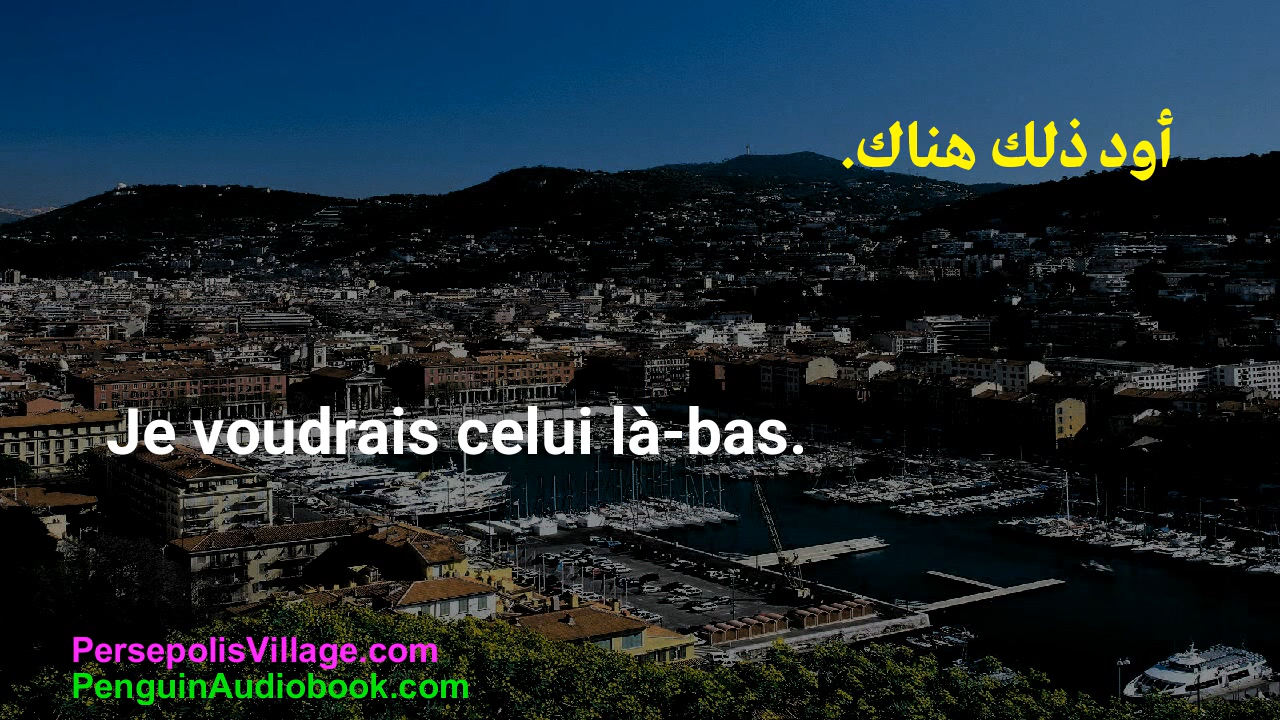 أود ذلك هناك.
Je voudrais celui là-bas.
PersepolisVillage.com
PenguinAudiobook.com